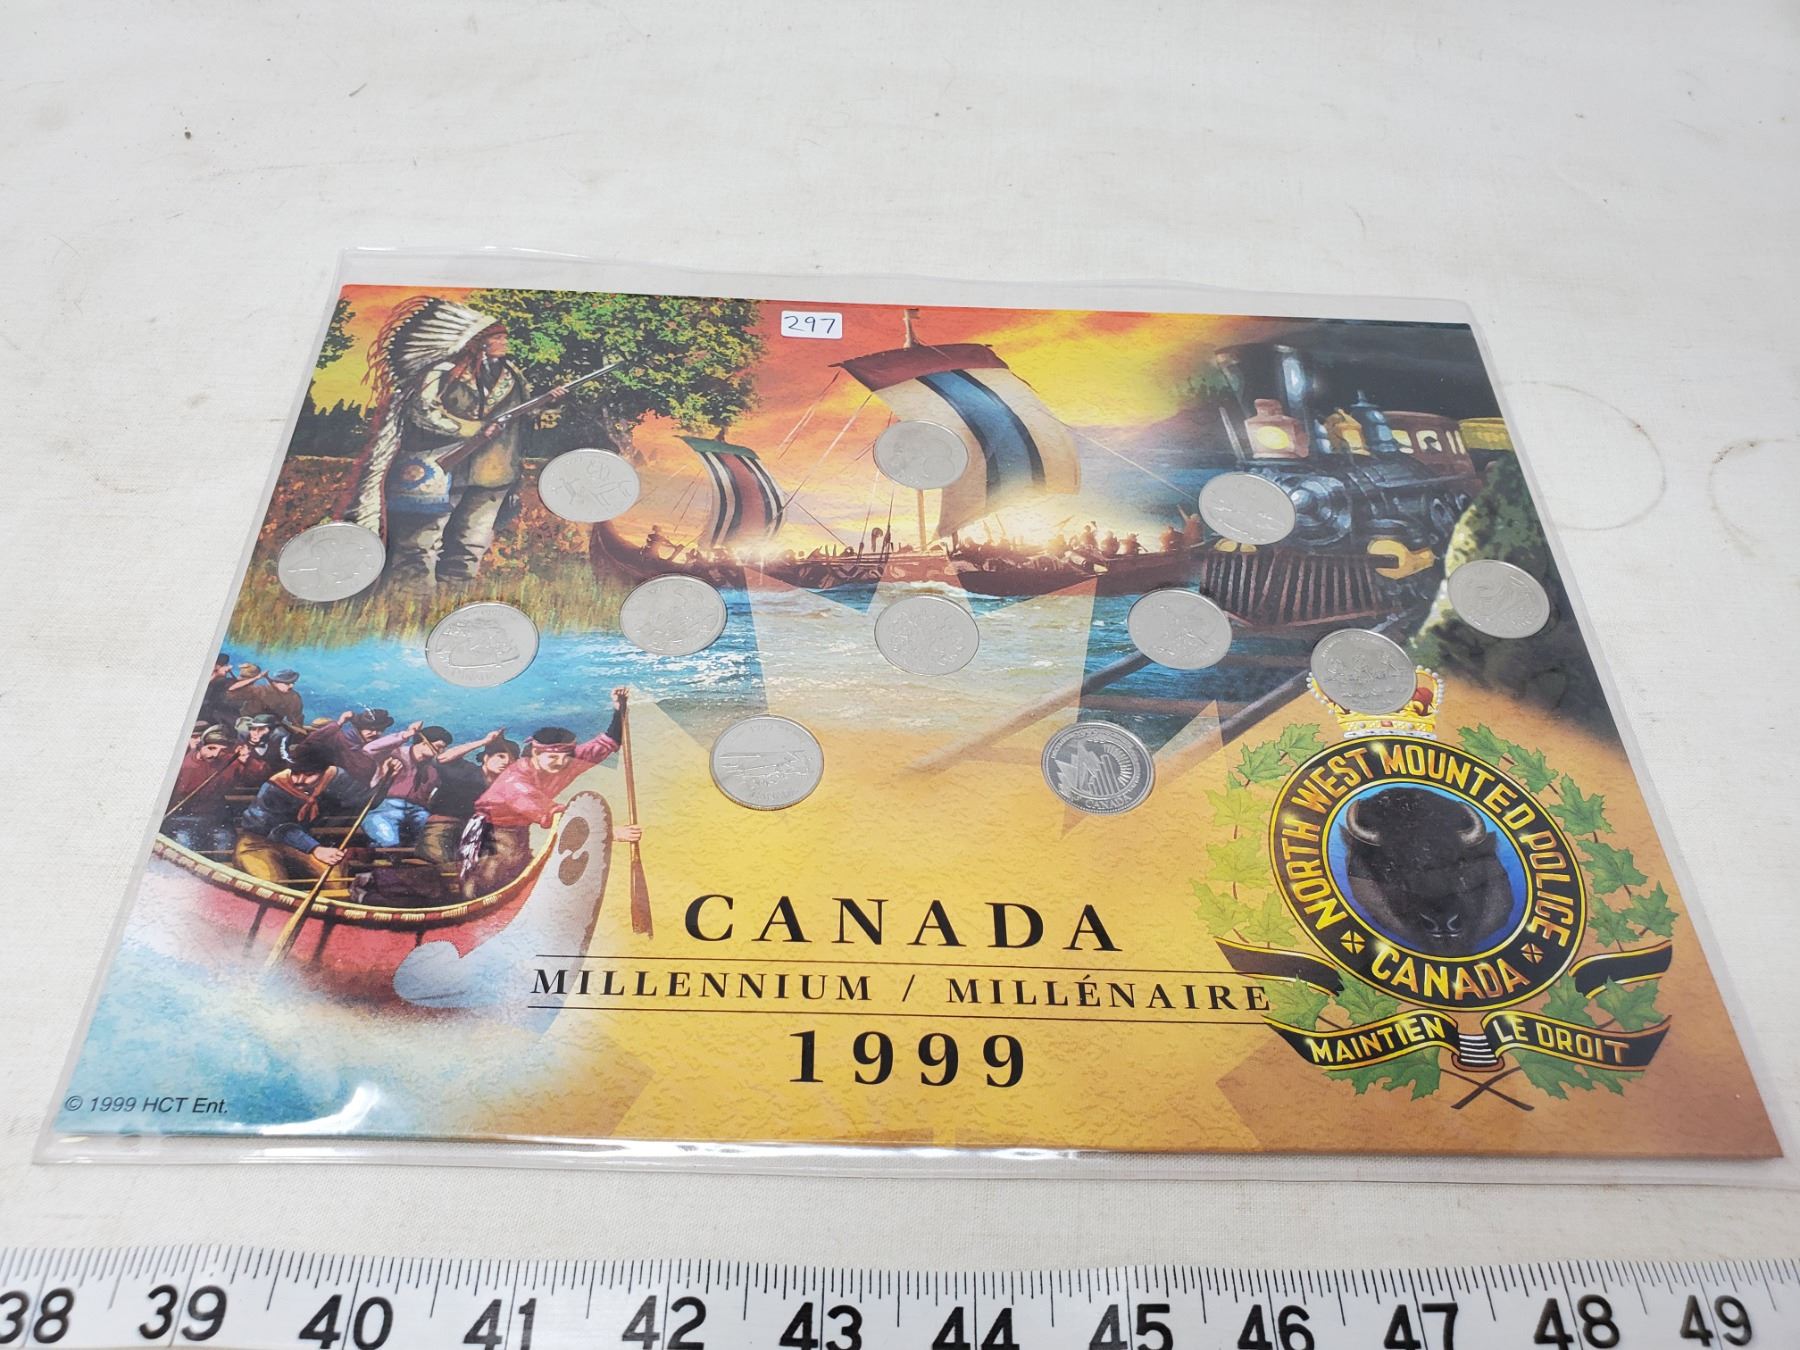 297
CANADA
MILLENNIUM / MILLÉNAIRE
1999
NORTH WEST MOUNTED POLICE
CANADA
MAINTIEN LE DROIT
© 1999 HCT Ent.
CANADA
38 39 40 41 42 43 44 45 46 47 48 49